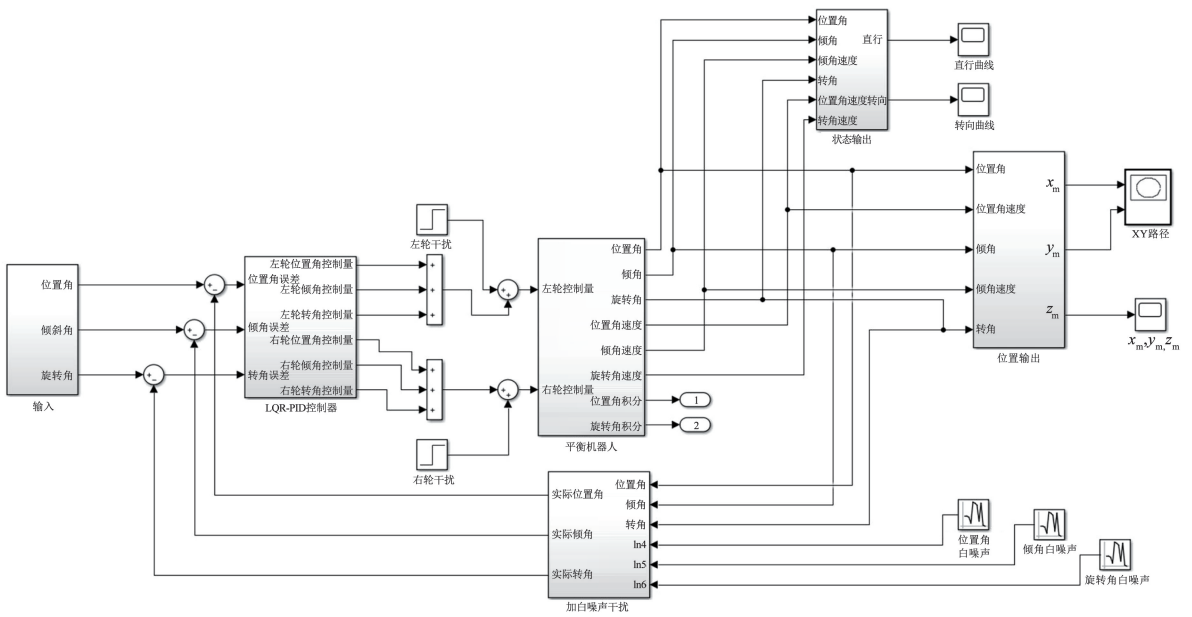 位置角
倾斜角
旋转角
输入
位置角误差
倾角误差
转角误差
左轮位置角控制量
左轮倾角控制量
左轮转角控制量
右轮位置角控制量
右轮倾角控制量
右轮转角控制量
LQR-PID控制器
左轮干扰
右轮干扰
左轮控制量
右轮控制量
位置角
倾角
旋转角
位置角速度
倾角速度
旋转角速度
位置角积分
旋转角积分
平衡机器人
1
2
位置角
倾角
倾角速度
转角
位置角速度
转角速度
直行
转向
状态输出
直行曲线
转向曲线
位置角
位置角速度
倾角
倾角速度
转角
xm
ym
zm
位置输出
XY路径
xm,ym,zm
实际位置角
实际倾角
实际转角
位置角
倾角
转角
ln4
ln5
ln6
加白噪声干扰
位置角
白噪声
倾角白噪声
旋转角白噪声